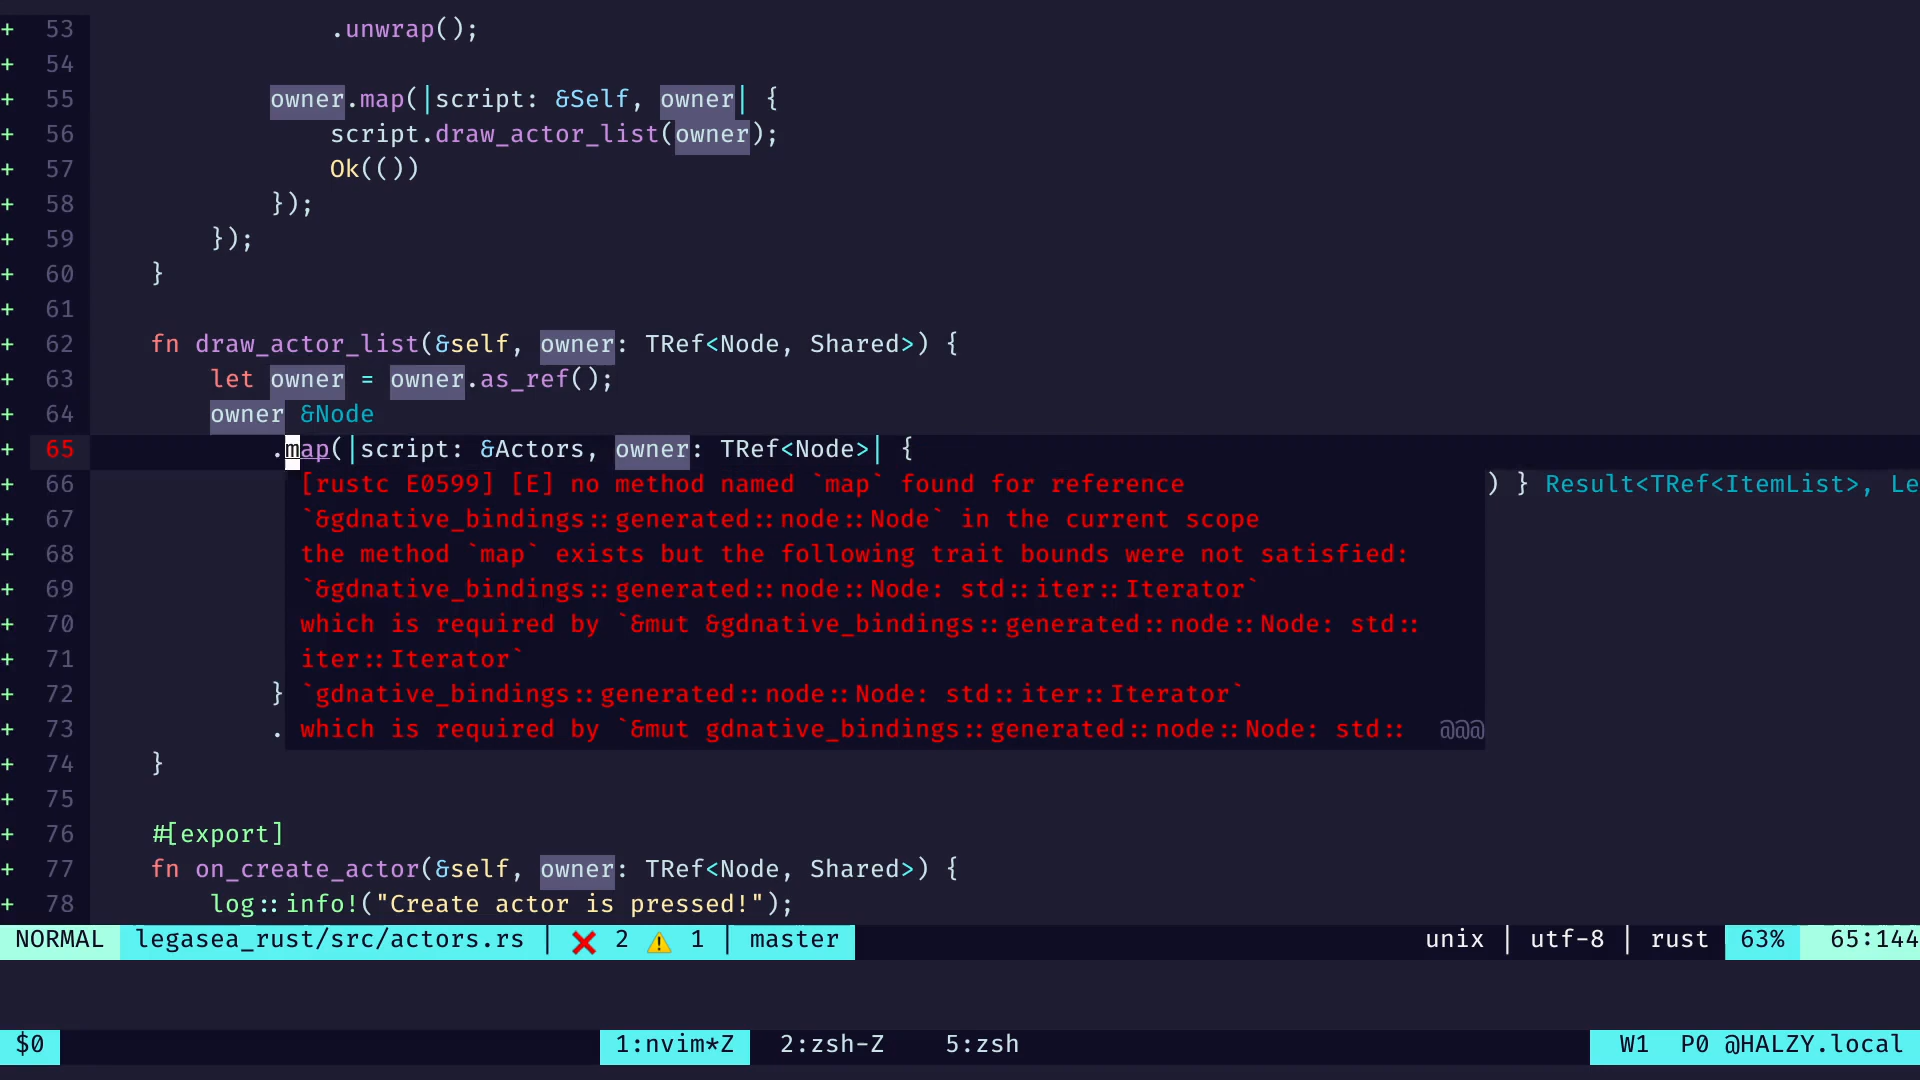 + 53 .unwrap();
+ 54
+ 55 owner.map(|script: &Self, owner| {
+ 56 script.draw_actor_list(owner);
+ 57 Ok(())
+ 58 });
+ 59 });
+ 60 }
+ 61
+ 62 fn draw_actor_list(&self, owner: TRef<Node, Shared>) {
+ 63 let owner = owner.as_ref();
+ 64 owner &Node
+ 65 .map(|script: &Actors, owner: TRef<Node>| {
+ 66 [rustc E0599] [E] no method named `map` found for reference ) } Result<TRef<ItemList>, Le
+ 67 `&gdnative_bindings::generated::node::Node` in the current scope
+ 68 the method `map` exists but the following trait bounds were not satisfied:
+ 69 `&gdnative_bindings::generated::node::Node: std::iter::Iterator`
+ 70 which is required by `&mut &gdnative_bindings::generated::node::Node: std::
+ 71 iter::Iterator`
+ 72 } `gdnative_bindings::generated::node::Node: std::iter::Iterator`
+ 73 . which is required by `&mut gdnative_bindings::generated::node::Node: std:: @@@
+ 74 }
+ 75
+ 76 #[export]
+ 77 fn on_create_actor(&self, owner: TRef<Node, Shared>) {
+ 78 log::info!("Create actor is pressed!");
NORMAL legasea_rust/src/actors.rs | ❌ 2 ⚠ 1 | master unix | utf-8 | rust 63% 65:144
$0 1:nvim*Z 2:zsh-Z 5:zsh W1 P0 @HALZY.local